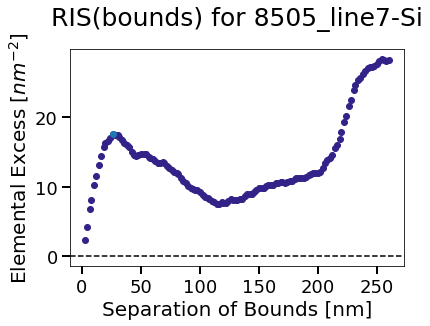 RIS(bounds) for 8505_line7-Si
Elemental Excess [nm⁻²]
20
10
0
0 50 100 150 200 250
Separation of Bounds [nm]